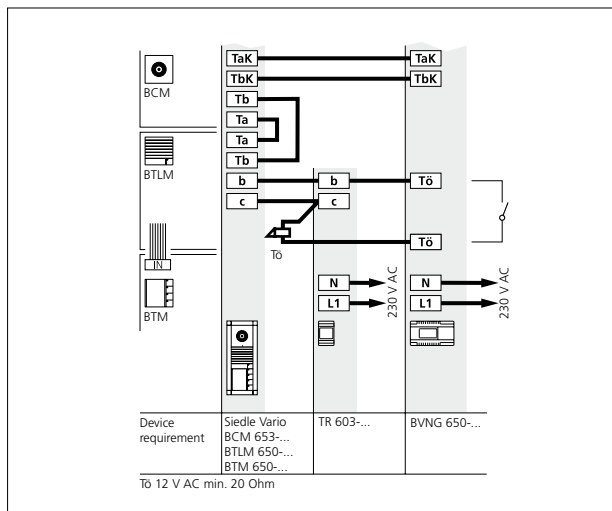 TaK TaK
BCM
TbK TbK
Tb
Ta
Ta
BTLM
Tb
b b Tö
c c
Tö
Tö
IN
N N
BTM
L1 L1
230 V AC 230 V AC
Device requirement
Siedle Vario
BCM 653-...
BTLM 650-...
BTM 650-...
TR 603-...
BVNG 650-...
Tö 12 V AC min. 20 Ohm